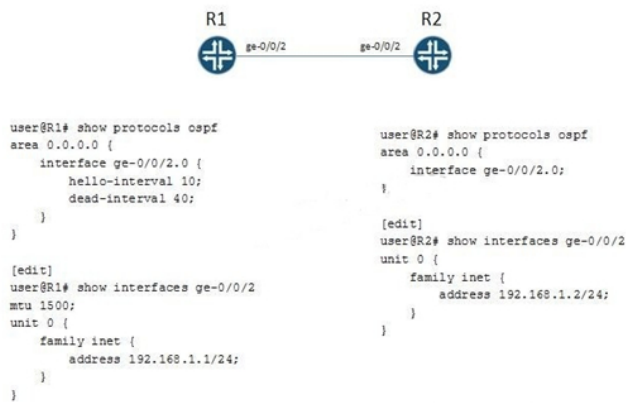 R1
R2
ge-0/0/2
ge-0/0/2
user@R1# show protocols ospf
area 0.0.0.0 {
interface ge-0/0/2.0 {
hello-interval 10;
dead-interval 40;
}
}
[edit]
user@R1# show interfaces ge-0/0/2
mtu 1500;
unit 0 {
family inet {
address 192.168.1.1/24;
}
}
user@R2# show protocols ospf
area 0.0.0.0 {
interface ge-0/0/2.0;
}
[edit]
user@R2# show interfaces ge-0/0/2
unit 0 {
family inet {
address 192.168.1.2/24;
}
}